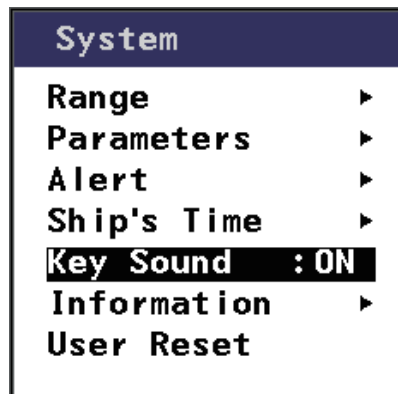 System
Range
Parameters
Alert
Ship's Time
Key Sound :ON
Information
User Reset